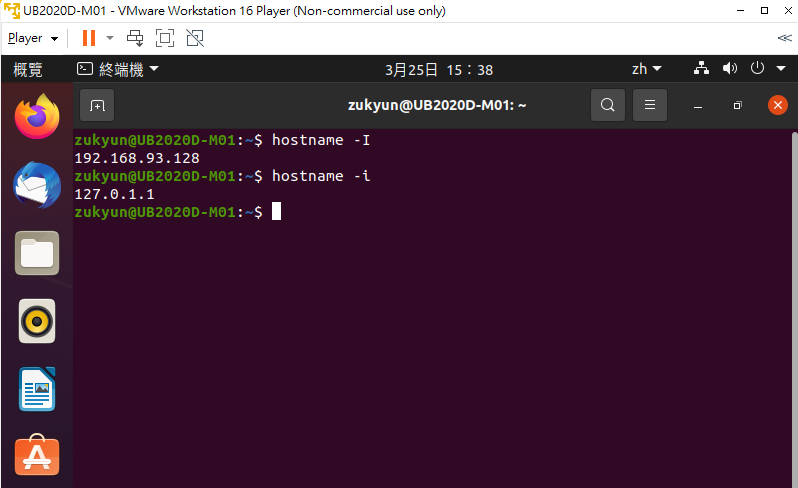 UB2020D-M01 - VMware Workstation 16 Player (Non-commercial use only)
Player
概覽 終端機 3月25日 15：38 zh
zukyun@UB2020D-M01: ~
zukyun@UB2020D-M01:~$ hostname -I
192.168.93.128
zukyun@UB2020D-M01:~$ hostname -i
127.0.1.1
zukyun@UB2020D-M01:~$